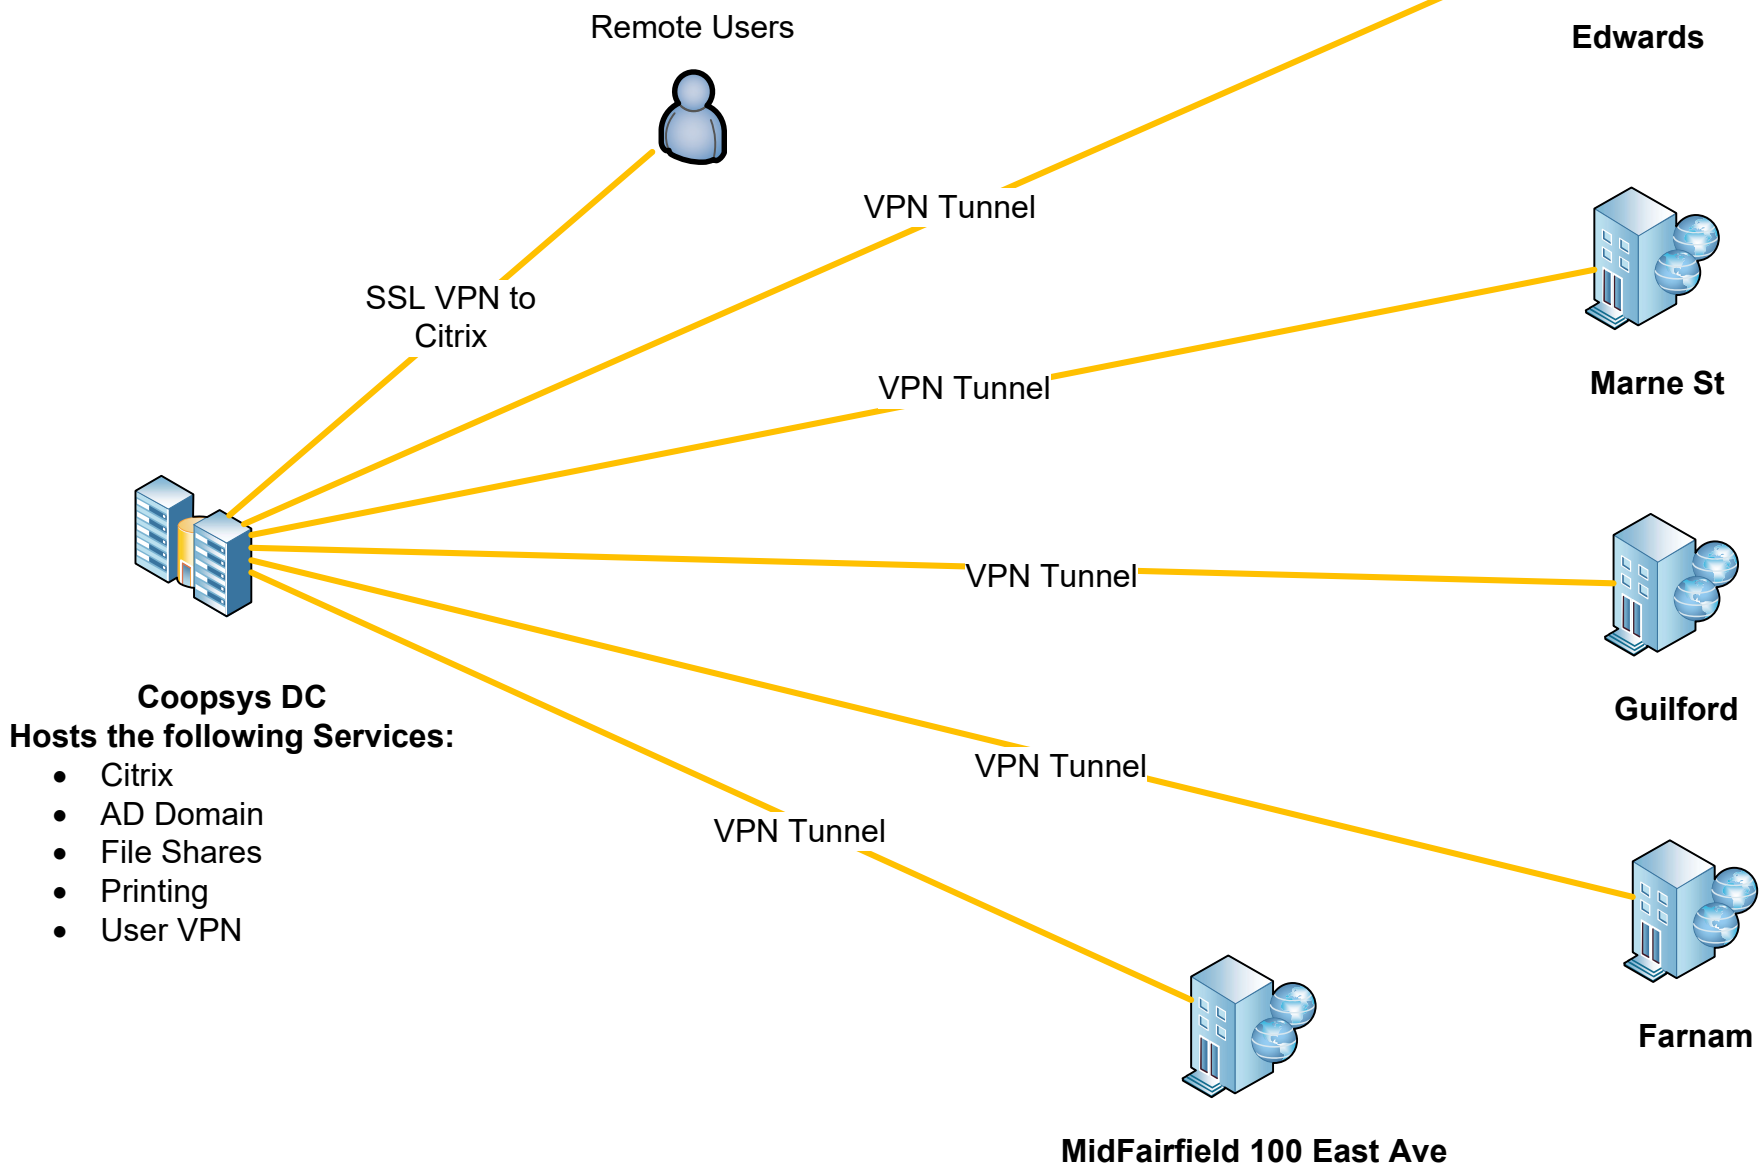 Remote Users
Edwards
VPN Tunnel
SSL VPN to
Citrix
VPN Tunnel
Marne St
VPN Tunnel
Guilford
Coopsys DC
Hosts the following Services:
• Citrix
• AD Domain
• File Shares
• Printing
• User VPN
VPN Tunnel
VPN Tunnel
Farnam
MidFairfield 100 East Ave